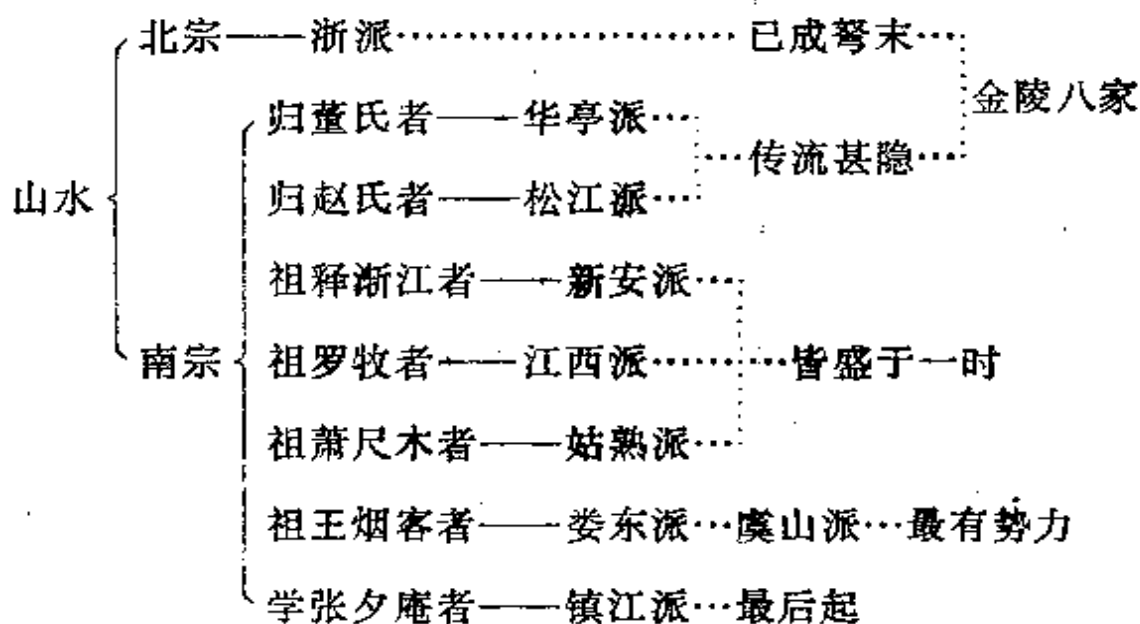 北宗——浙派…………………已成弩末…
金陵八家
归董氏者——华亭派…
…传流甚隐…
山水
归赵氏者——松江派…
祖释渐江者——新安派…
南宗
祖罗牧者——江西派………皆盛于一时
祖萧尺木者——姑熟派…
祖王烟客者——娄东派…虞山派…最有势力
学张夕庵者——镇江派…最后起